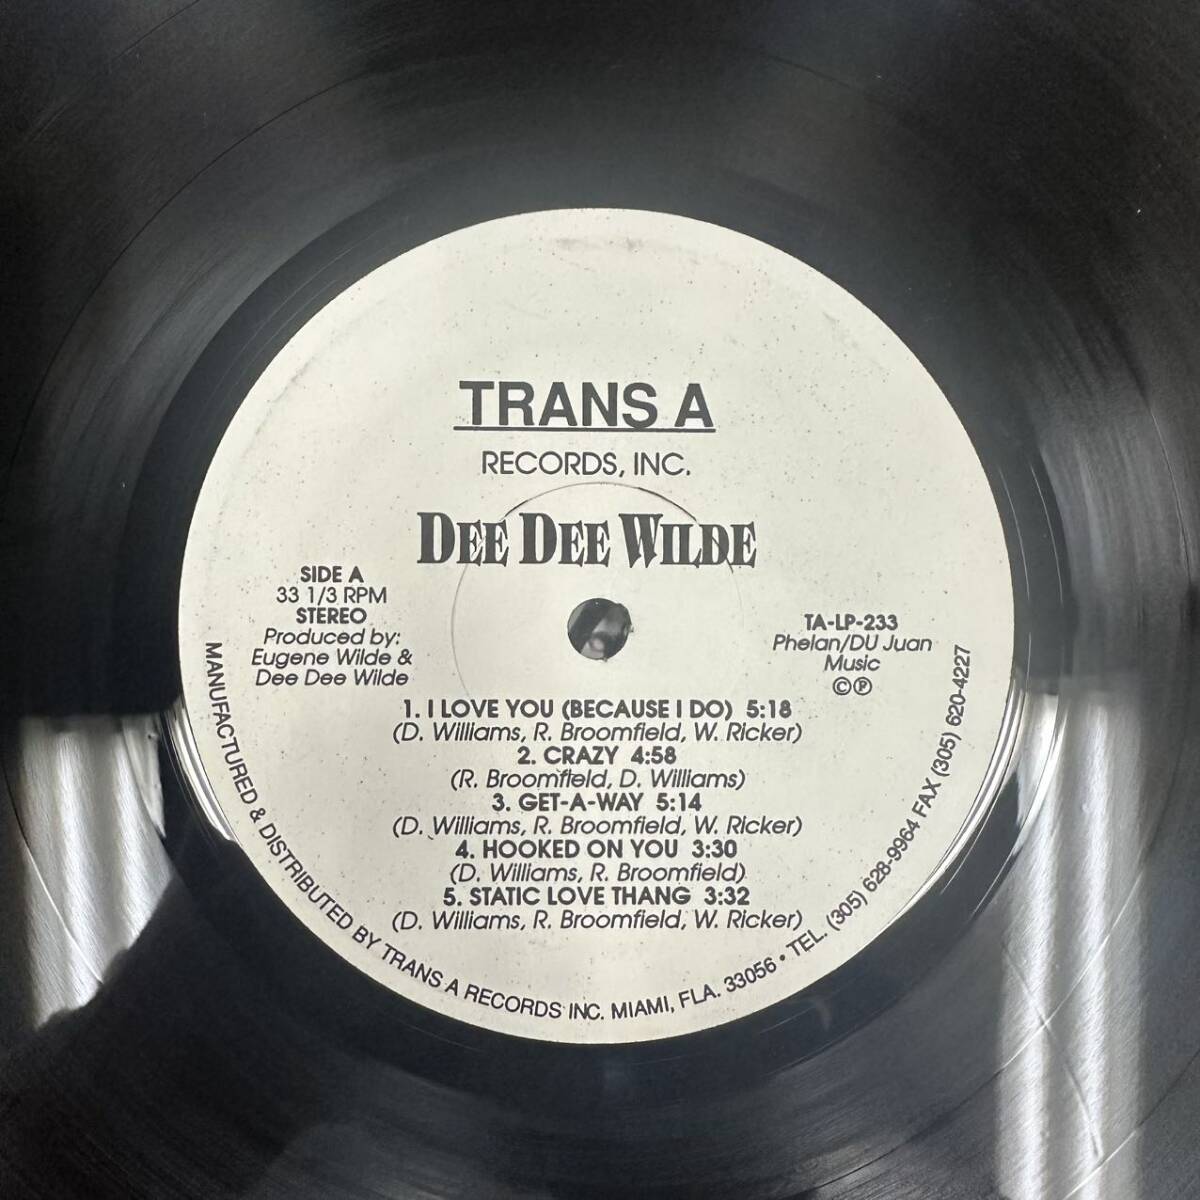 TRANS A
RECORDS, INC.
DEE DEE WILDE
SIDE A
33 1/3 RPM
STEREO
Produced by:
Eugene Wilde &
Dee Dee Wilde
TA-LP-233
Phelan/DU Juan
Music
©℗
1. I LOVE YOU (BECAUSE I DO) 5:18
(D. Williams, R. Broomfield, W. Ricker)
2. CRAZY 4:58
(R. Broomfield, D. Williams)
3. GET-A-WAY 5:14
(D. Williams, R. Broomfield, W. Ricker)
4. HOOKED ON YOU 3:30
(D. Williams, R. Broomfield)
5. STATIC LOVE THANG 3:32
(D. Williams, R. Broomfield, W. Ricker)
MANUFACTURED & DISTRIBUTED BY TRANS A RECORDS INC. MIAMI, FLA. 33056 • TEL. (305) 628-9964 FAX (305) 620-4227